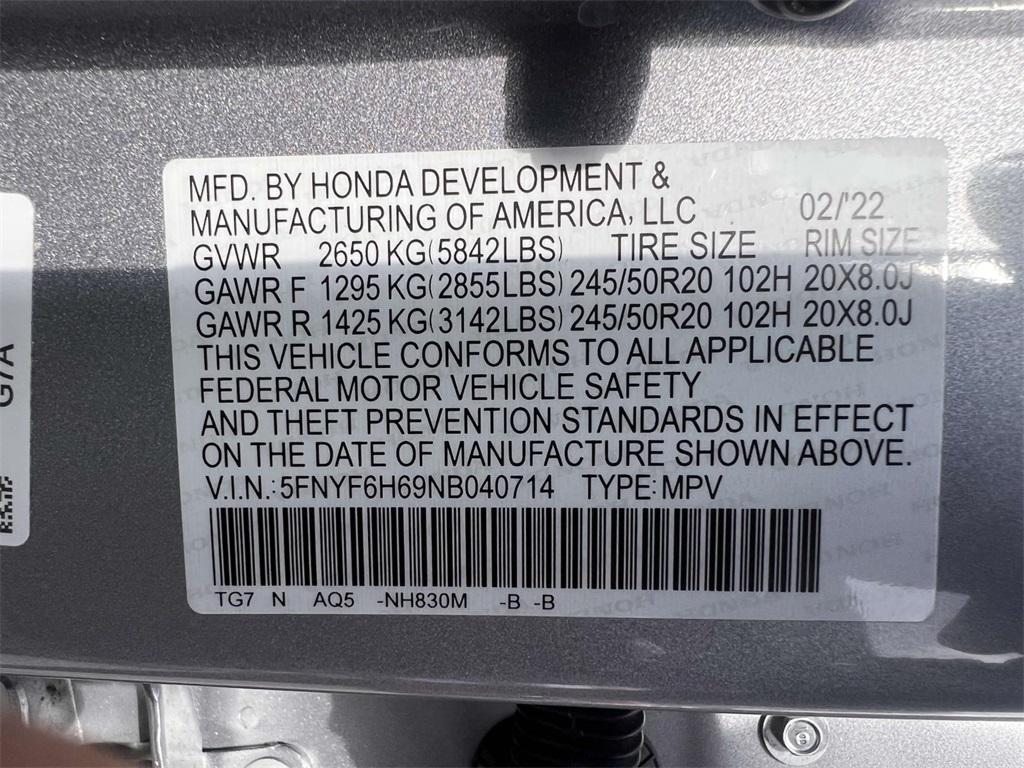 MFD. BY HONDA DEVELOPMENT &
MANUFACTURING OF AMERICA, LLC 02/'22
GVWR 2650 KG(5842LBS) TIRE SIZE RIM SIZE
GAWR F 1295 KG(2855LBS) 245/50R20 102H 20X8.0J
GAWR R 1425 KG(3142LBS) 245/50R20 102H 20X8.0J
THIS VEHICLE CONFORMS TO ALL APPLICABLE
FEDERAL MOTOR VEHICLE SAFETY
AND THEFT PREVENTION STANDARDS IN EFFECT
ON THE DATE OF MANUFACTURE SHOWN ABOVE.
V.I.N.: 5FNYF6H69NB040714 TYPE: MPV
TG7 N AQ5 -NH830M -B -B
G7A